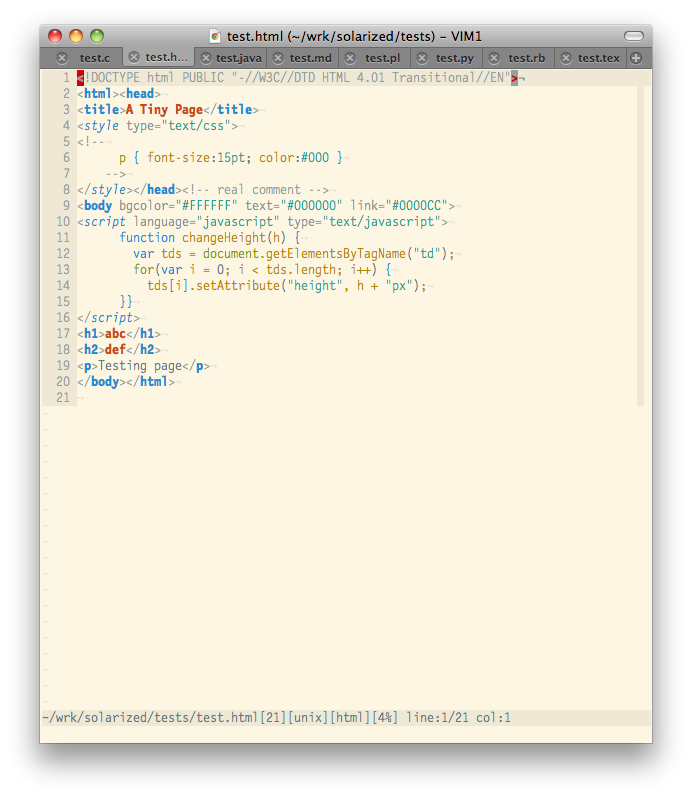 test.html (~/wrk/solarized/tests) – VIM1
test.c test.h... test.java test.md test.pl test.py test.rb test.tex
1 <!DOCTYPE html PUBLIC "-//W3C//DTD HTML 4.01 Transitional//EN">¬
2 <html><head>¬
3 <title>A Tiny Page</title>¬
4 <style type="text/css">¬
5 <!--¬
6       p { font-size:15pt; color:#000 }¬
7     -->¬
8 </style></head><!-- real comment -->¬
9 <body bgcolor="#FFFFFF" text="#000000" link="#0000CC">¬
10 <script language="javascript" type="text/javascript">¬
11       function changeHeight(h) {¬
12         var tds = document.getElementsByTagName("td");¬
13         for(var i = 0; i < tds.length; i++) {¬
14           tds[i].setAttribute("height", h + "px");¬
15       }}¬
16 </script>¬
17 <h1>abc</h1>¬
18 <h2>def</h2>¬
19 <p>Testing page</p>¬
20 </body></html>¬
21 ¬
~/wrk/solarized/tests/test.html[21][unix][html][4%] line:1/21 col:1